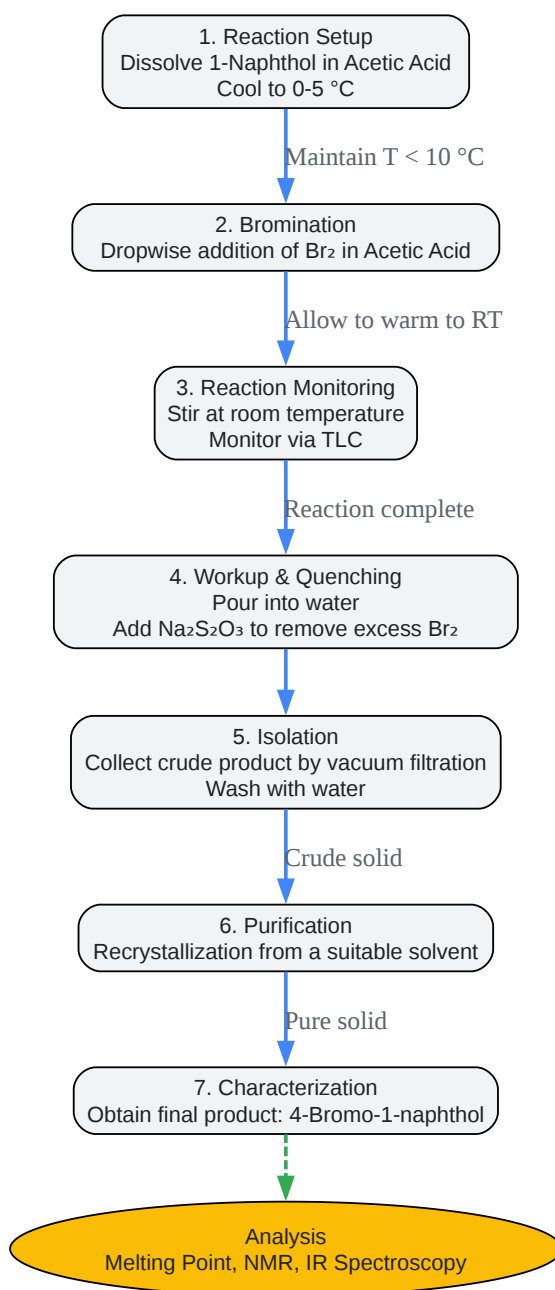 1. Reaction Setup
Dissolve 1-Naphthol in Acetic Acid
Cool to 0-5 °C
Maintain T < 10 °C
2. Bromination
Dropwise addition of Br₂ in Acetic Acid
Allow to warm to RT
3. Reaction Monitoring
Stir at room temperature
Monitor via TLC
Reaction complete
4. Workup & Quenching
Pour into water
Add Na₂S₂O₃ to remove excess Br₂
5. Isolation
Collect crude product by vacuum filtration
Wash with water
Crude solid
6. Purification
Recrystallization from a suitable solvent
Pure solid
7. Characterization
Obtain final product: 4-Bromo-1-naphthol
Analysis
Melting Point, NMR, IR Spectroscopy